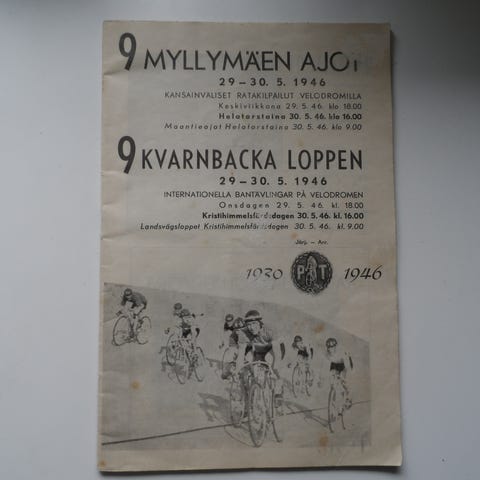 9 MYLLYMÄEN AJOT
29–30. 5. 1946
KANSAINVALISET RATAKILPAILUT VELODROMILLA
Keskiviikkona 29. 5. 46. klo 18.00
Helatorstaina 30. 5. 46. klo 16.00
Maantieajot Helatorstaina 30. 5. 46. klo 9.00
9 KVARNBACKA LOPPEN
29–30. 5. 1946
INTERNATIONELLA BANTÄVLINGAR PÅ VELODROMEN
Onsdagen 29. 5. 46. kl. 18.00
Kristihimmelsfärdsdagen 30. 5. 46. kl. 16.00
Landsvägsloppet Kristihimmelsfärdsdagen 30. 5. 46. kl. 9.00
Järj. — Arr.
1930 PT 1946